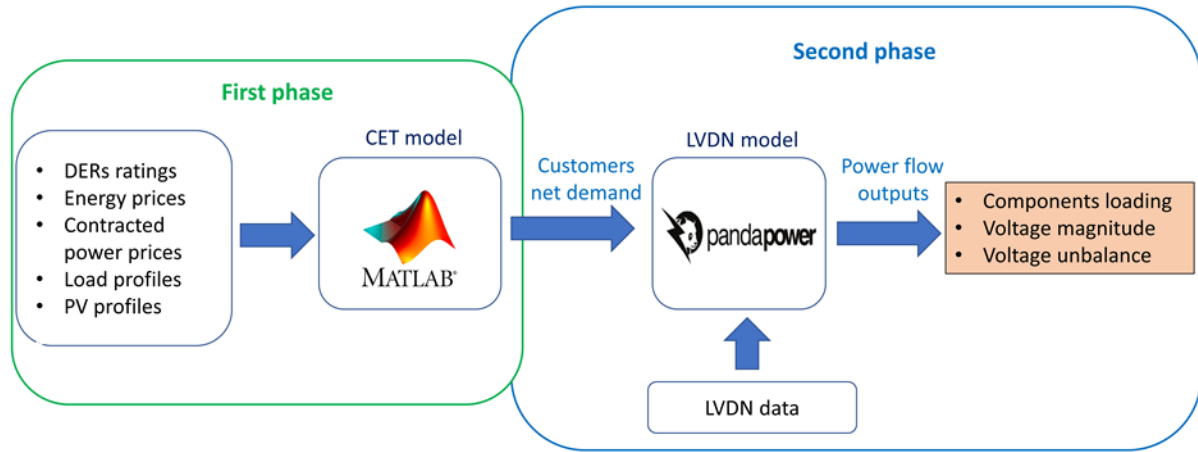 First phase
Second phase
• DERs ratings
• Energy prices
• Contracted
power prices
• Load profiles
• PV profiles
CET model
MATLAB®
Customers
net demand
LVDN model
pandapower
Power flow
outputs
• Components loading
• Voltage magnitude
• Voltage unbalance
LVDN data